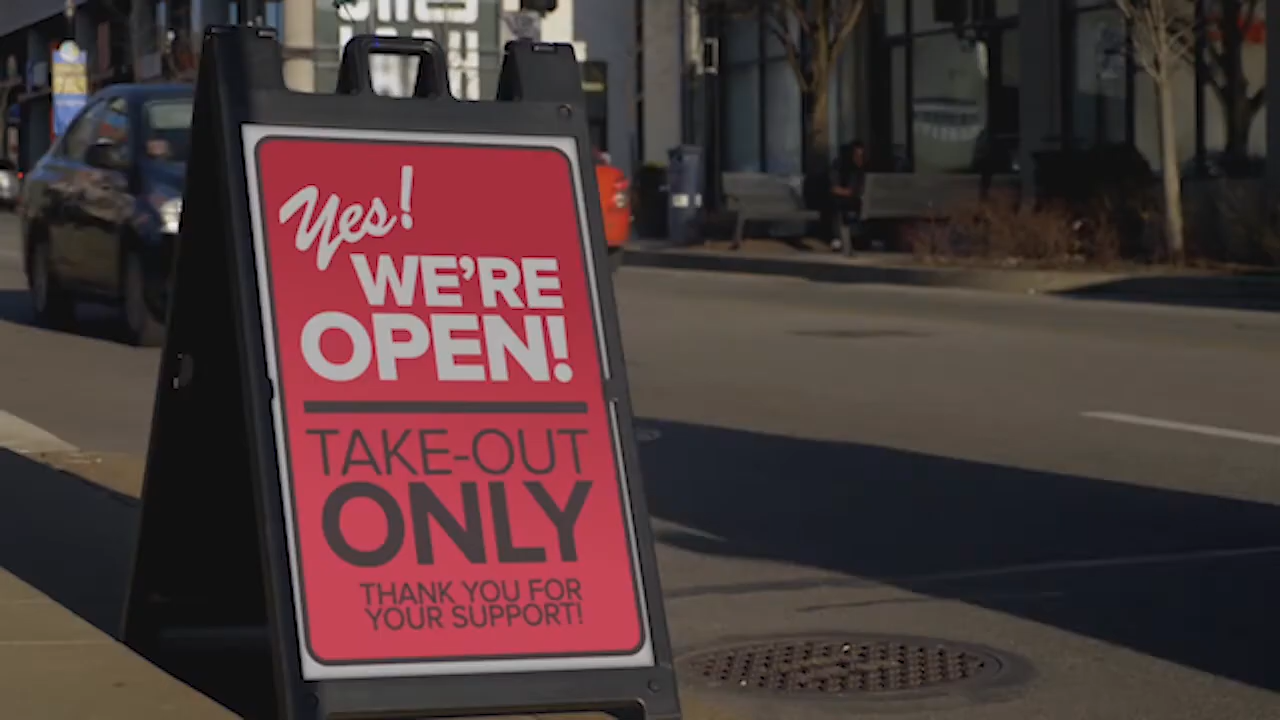 Yes!
WE'RE
OPEN!
TAKE-OUT
ONLY
THANK YOU FOR
YOUR SUPPORT!